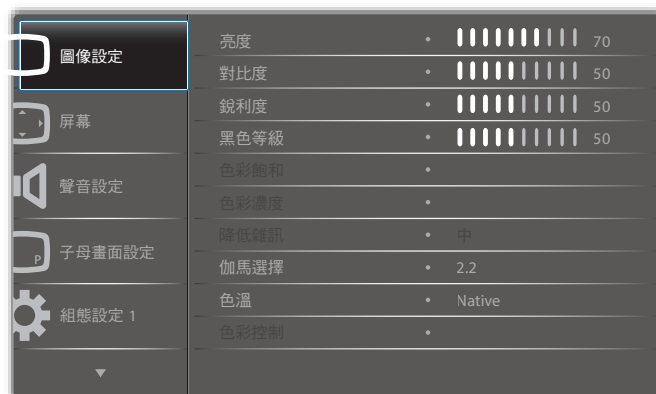 圖像設定
屏幕
聲音設定
P
子母畫面設定
組態設定 1
亮度 • 70
對比度 • 50
銳利度 • 50
黑色等級 • 50
色彩飽和 •
色彩濃度 •
降低雜訊 • 中
伽馬選擇 • 2.2
色溫 • Native
色彩控制 •